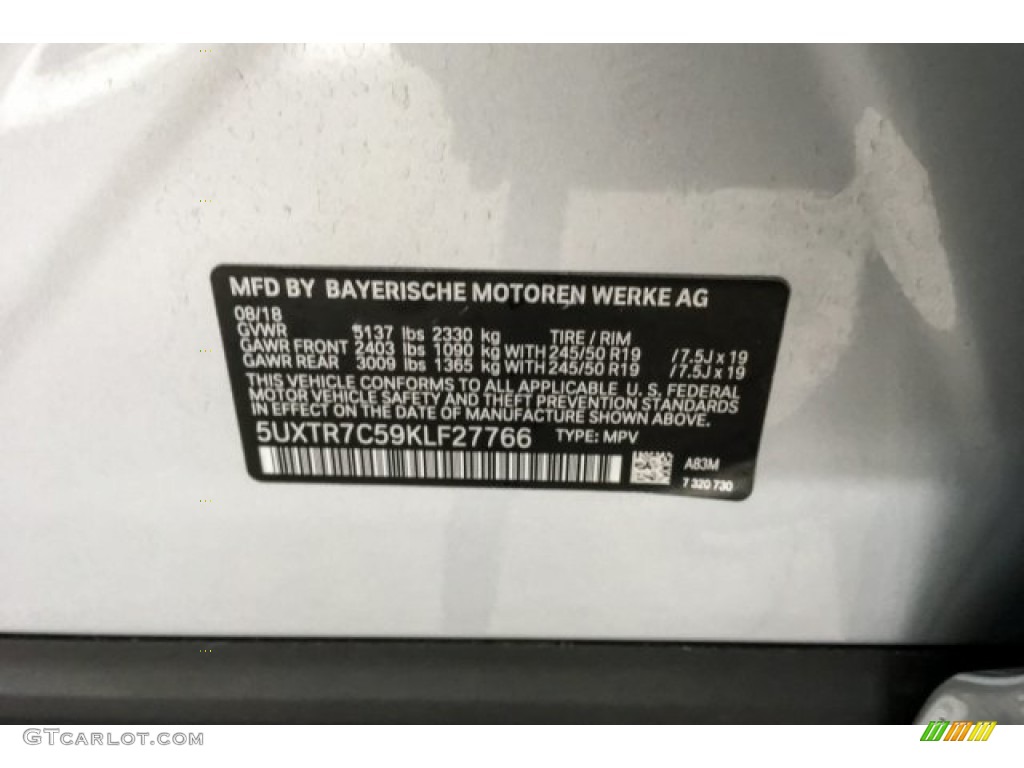 MFD BY BAYERISCHE MOTOREN WERKE AG
08/18
GVWR 5137 lbs 2330 kg TIRE / RIM
GAWR FRONT 2403 lbs 1090 kg WITH 245/50 R19 /7.5J x 19
GAWR REAR 3009 lbs 1365 kg WITH 245/50 R19 /7.5J x 19
THIS VEHICLE CONFORMS TO ALL APPLICABLE U. S. FEDERAL
MOTOR VEHICLE SAFETY AND THEFT PREVENTION STANDARDS
IN EFFECT ON THE DATE OF MANUFACTURE SHOWN ABOVE.
5UXTR7C59KLF27766 TYPE: MPV
A83M
7 320 730
GTCarlot.com